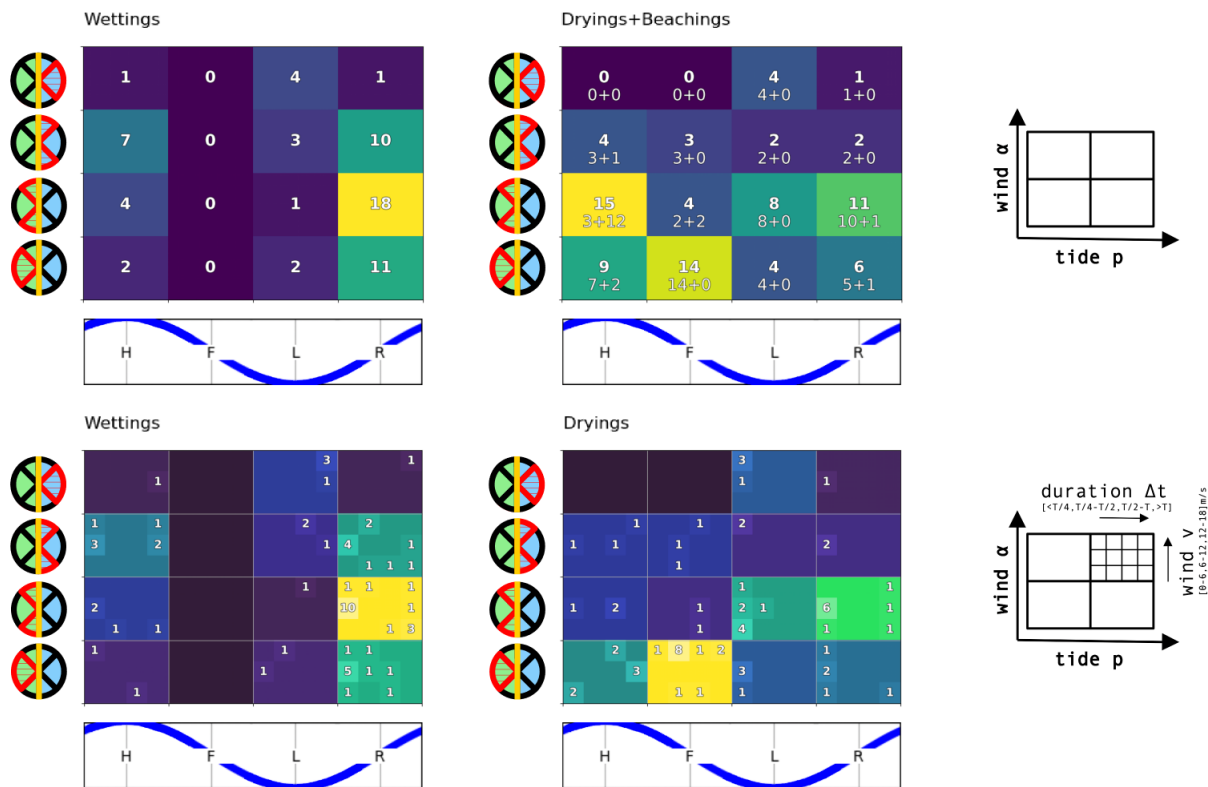 Wettings
Dryings+Beachings
1 0 4 1
7 0 3 10
4 0 1 18
2 0 2 11
0 0 4 1
0+0 0+0 4+0 1+0
4 3 2 2
3+1 3+0 2+0 2+0
15 4 8 11
3+12 2+2 8+0 10+1
9 14 4 6
7+2 14+0 4+0 5+1
wind α
tide p
H F L R
H F L R
Wettings
Dryings
3 1
1 1
1 1 2 2
3 2 1 4 1
1 1 1
1 1 1 1
2 10 1
1 1 1 3
1 1 1 1
1 5 1 1
1 1 1
3
1 1
1 2
1 1 1 2
1
1 1
1 2 1 2 1 6 1
1 4 1 1
2 1 8 1 2 1
3 3 2
2 1 1 1 1 1
duration Δt
[<T/4,T/4-T/2,T/2-T,>T]
wind α
wind v
[0-6,6-12,12-18]m/s
tide p
H F L R
H F L R